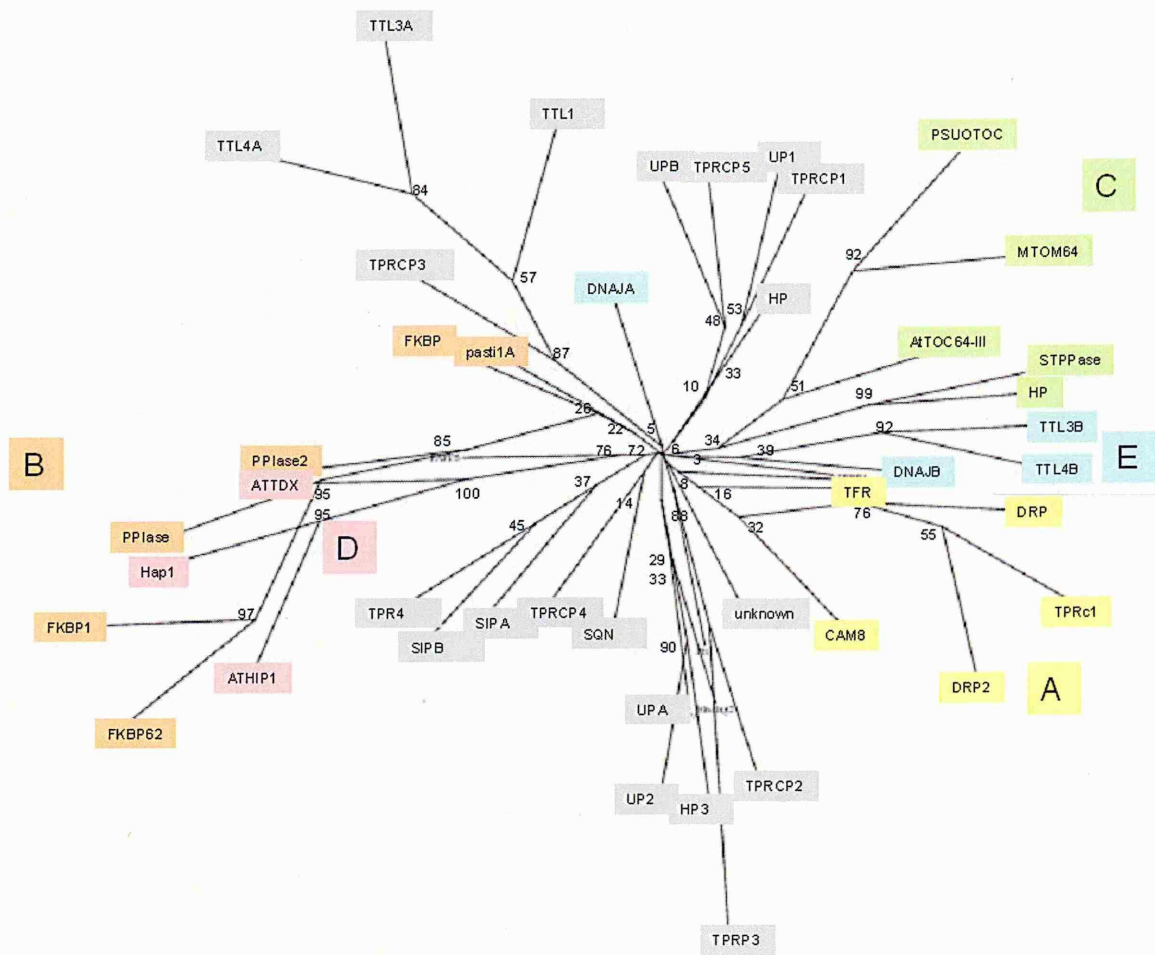 TTL3A
TTL1
TTL4A
PSUOTOC
UPB
TPRCP5
UP1
TPRCP1
C
84
92
MTOM64
TPRCP3
57
DNAJA
HP
FKBP
pasti1A
87
48
53
AtTOC64-III
STPPase
33
10
51
99
HP
26
22
5
34
92
TTL3B
B
85
76
72
6
39
3
E
PPIase2
DNAJB
TTL4B
ATTDX
95
100
37
14
8
16
TFR
DRP
95
88
76
PPIase
D
45
32
55
Hap1
29
33
TPR4
SIPA
TPRCP4
unknown
TPRc1
FKBP1
97
SIPB
SQN
CAM8
90
ATHIP1
DRP2
A
FKBP62
UPA
TPRCP2
UP2
HP3
TPRP3